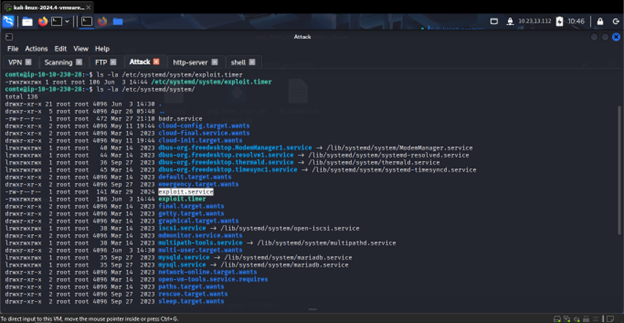 kali-linux-2024.4-vmware...
10.23.13.112 10:46
Attack
File Actions Edit View Help
VPN Scanning FTP Attack http-server shell
comte@ip-10-10-230-28:~$ ls -la /etc/systemd/system/exploit.timer
-rwxrwxrwx 1 root root 106 Jun 3 14:44 /etc/systemd/system/exploit.timer
comte@ip-10-10-230-28:~$ ls -la /etc/systemd/system/
total 136
drwxr-xr-x 21 root root 4096 Jun 3 14:30 .
drwxr-xr-x 5 root root 4096 Apr 26 05:40 ..
-rw-r--r-- 1 root root 472 Mar 27 21:10 badr.service
drwxr-xr-x 2 root root 4096 May 11 19:44 cloud-config.target.wants
drwxr-xr-x 2 root root 4096 May 11 19:44 cloud-final.service.wants
drwxr-xr-x 2 root root 4096 May 11 19:44 cloud-init.target.wants
lrwxrwxrwx 1 root root 40 Mar 14 2023 dbus-org.freedesktop.ModemManager1.service → /lib/systemd/system/ModemManager.service
lrwxrwxrwx 1 root root 44 Mar 14 2023 dbus-org.freedesktop.resolve1.service → /lib/systemd/system/systemd-resolved.service
lrwxrwxrwx 1 root root 36 Sep 27 2023 dbus-org.freedesktop.thermald.service → /lib/systemd/system/thermald.service
lrwxrwxrwx 1 root root 45 Mar 14 2023 dbus-org.freedesktop.timesync1.service → /lib/systemd/system/systemd-timesyncd.service
drwxr-xr-x 2 root root 4096 Mar 14 2023 default.target.wants
drwxr-xr-x 2 root root 4096 Sep 27 2023 emergency.target.wants
-rw-r--r-- 1 root root 141 Mar 29 2024 exploit.service
-rwxrwxrwx 1 root root 106 Jun 3 14:44 exploit.timer
drwxr-xr-x 2 root root 4096 Mar 14 2023 final.target.wants
drwxr-xr-x 2 root root 4096 Mar 14 2023 getty.target.wants
drwxr-xr-x 2 root root 4096 Mar 14 2023 graphical.target.wants
lrwxrwxrwx 1 root root 38 Mar 14 2023 iscsi.service → /lib/systemd/system/open-iscsi.service
drwxr-xr-x 2 root root 4096 Mar 14 2023 mdmonitor.service.wants
lrwxrwxrwx 1 root root 38 Mar 14 2023 multipath-tools.service → /lib/systemd/system/multipathd.service
drwxr-xr-x 2 root root 4096 Jun 3 14:30 multi-user.target.wants
lrwxrwxrwx 1 root root 35 Sep 27 2023 mysqld.service → /lib/systemd/system/mariadb.service
lrwxrwxrwx 1 root root 35 Sep 27 2023 mysql.service → /lib/systemd/system/mariadb.service
drwxr-xr-x 2 root root 4096 Mar 14 2023 network-online.target.wants
drwxr-xr-x 2 root root 4096 Mar 14 2023 open-vm-tools.service.requires
drwxr-xr-x 2 root root 4096 Mar 14 2023 paths.target.wants
drwxr-xr-x 2 root root 4096 Sep 27 2023 rescue.target.wants
drwxr-xr-x 2 root root 4096 Sep 27 2023 sleep.target.wants
To direct input to this VM, move the mouse pointer inside or press Ctrl+G.